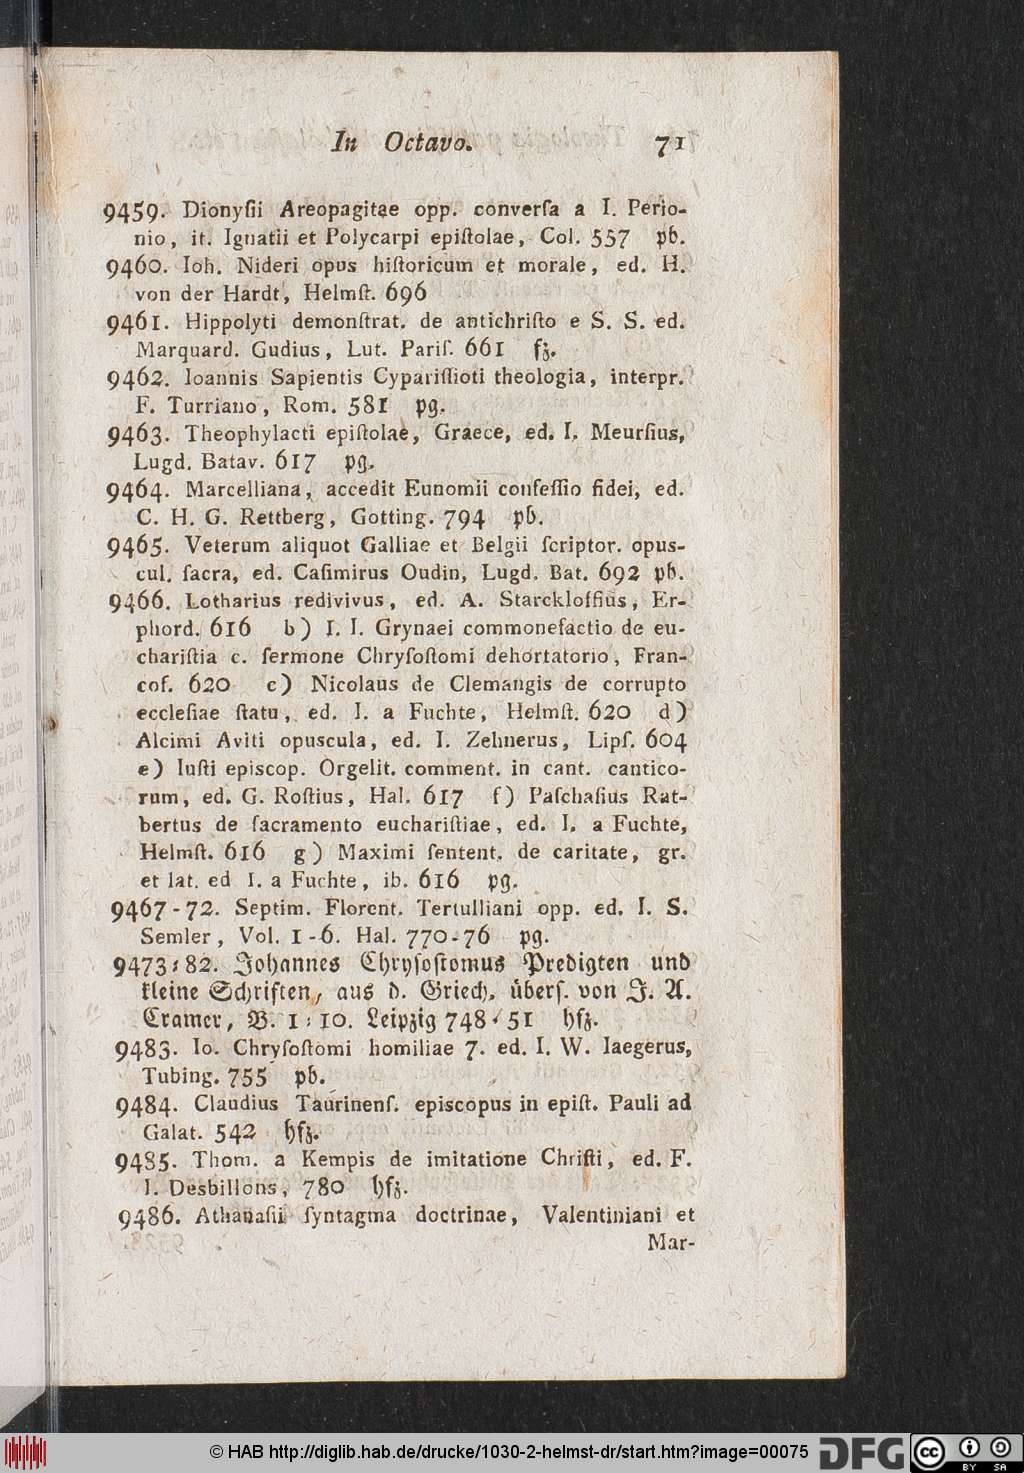 In Octavo. 71
9459. Dionyſii Areopagitae opp. converſa a I. Perio-
nio, it. Ignatii et Polycarpi epiſtolae, Col. 557 pb.
9460. Ioh. Nideri opus hiſtoricum et morale, ed. H.
von der Hardt, Helmſt. 696
9461. Hippolyti demonſtrat. de antichriſto e S. S. ed.
Marquard. Gudius, Lut. Pariſ. 661 fz.
9462. Ioannis Sapientis Cypariſſioti theologia, interpr.
F. Turriano, Rom. 581 pg.
9463. Theophylacti epiſtolae, Graece, ed. I. Meurſius,
Lugd. Batav. 617 pg.
9464. Marcelliana, accedit Eunomii confeſſio fidei, ed.
C. H. G. Rettberg, Gotting. 794 pb.
9465. Veterum aliquot Galliae et Belgii ſcriptor. opus-
cul. ſacra, ed. Caſimirus Oudin, Lugd. Bat. 692 pb.
9466. Lotharius redivivus, ed. A. Starckloffius, Er-
phord. 616 b) I. I. Grynaei commonefactio de eu-
chariſtia c. ſermone Chryſoſtomi dehortatorio, Fran-
cof. 620 c) Nicolaus de Clemangis de corrupto
eccleſiae ſtatu, ed. I. a Fuchte, Helmſt. 620 d)
Alcimi Aviti opuscula, ed. I. Zehnerus, Lipſ. 604
e) Iuſti episcop. Orgelit. comment. in cant. cantico-
rum, ed. G. Roſtius, Hal. 617 f) Paſchaſius Rat-
bertus de ſacramento euchariſtiae, ed. I. a Fuchte,
Helmſt. 616 g) Maximi ſentent. de caritate, gr.
et lat. ed I. a Fuchte, ib. 616 pg.
9467-72. Septim. Florent. Tertulliani opp. ed. I. S.
Semler, Vol. 1-6. Hal. 770-76 pg.
9473⸗82. Johannes Chryſoſtomus Predigten und
kleine Schriften, aus d. Griech. überſ. von J. A.
Cramer, B. 1⸗10. Leipzig 748⸗51 hfz.
9483. Io. Chryſoſtomi homiliae 7. ed. I. W. Iaegerus,
Tubing. 755 pb.
9484. Claudius Taurinenſ. episcopus in epiſt. Pauli ad
Galat. 542 hfz.
9485. Thom. a Kempis de imitatione Chriſti, ed. F.
I. Desbillons, 780 hfz.
9486. Athanaſii ſyntagma doctrinae, Valentiniani et
Mar-
© HAB http://diglib.hab.de/drucke/1030-2-helmst-dr/start.htm?image=00075 DFG cc BY SA